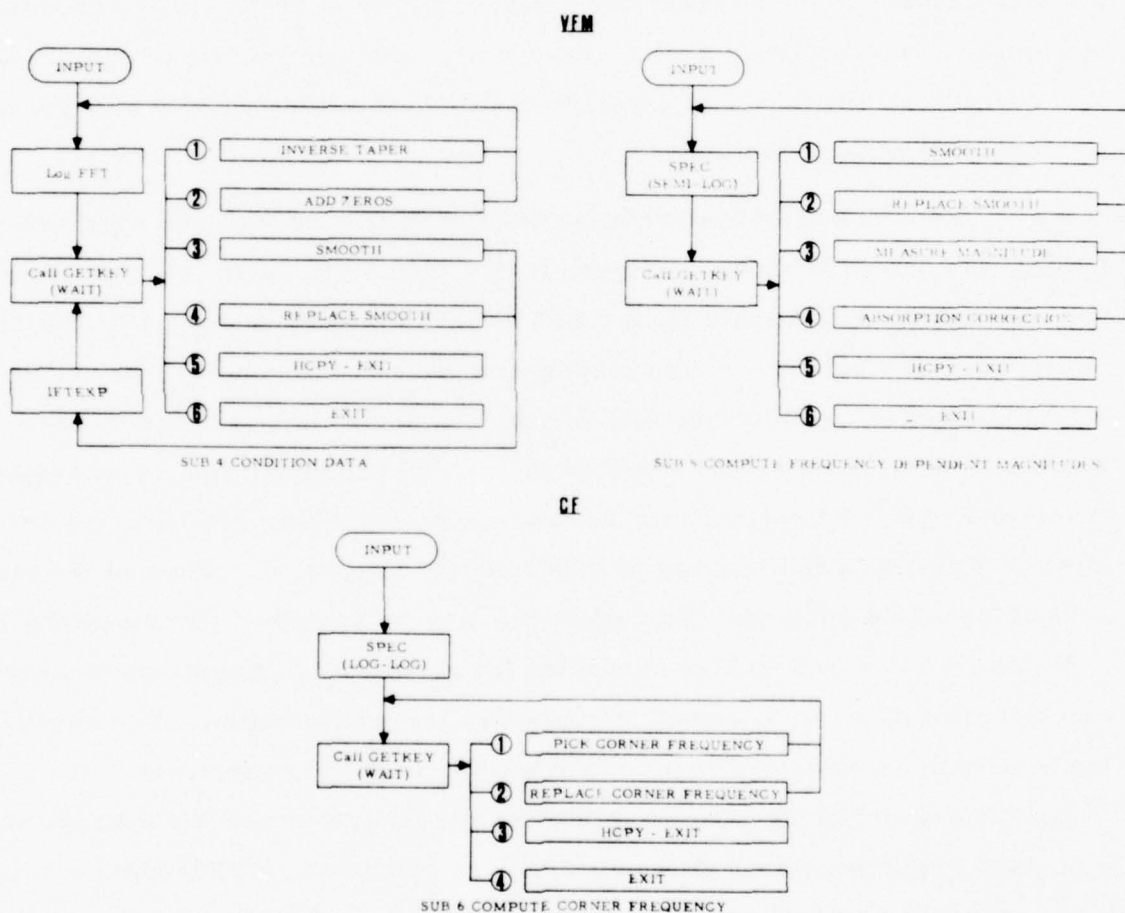 VFM
INPUT
Log FFT
Call GETKEY
(WAIT)
IFTEXP
① INVERSE TAPER
② ADD ZEROS
③ SMOOTH
④ REPLACE SMOOTH
⑤ HCPY - EXIT
⑥ EXIT
SUB 4 CONDITION DATA
INPUT
SPEC
(SEMI-LOG)
Call GETKEY
(WAIT)
① SMOOTH
② REPLACE SMOOTH
③ MEASURE MAGNITUDE
④ ABSORPTION CORRECTION
⑤ HCPY - EXIT
⑥ EXIT
SUB 5 COMPUTE FREQUENCY DEPENDENT MAGNITUDES
CF
INPUT
SPEC
(LOG-LOG)
Call GETKEY
(WAIT)
① PICK CORNER FREQUENCY
② REPLACE CORNER FREQUENCY
③ HCPY - EXIT
④ EXIT
SUB 6 COMPUTE CORNER FREQUENCY